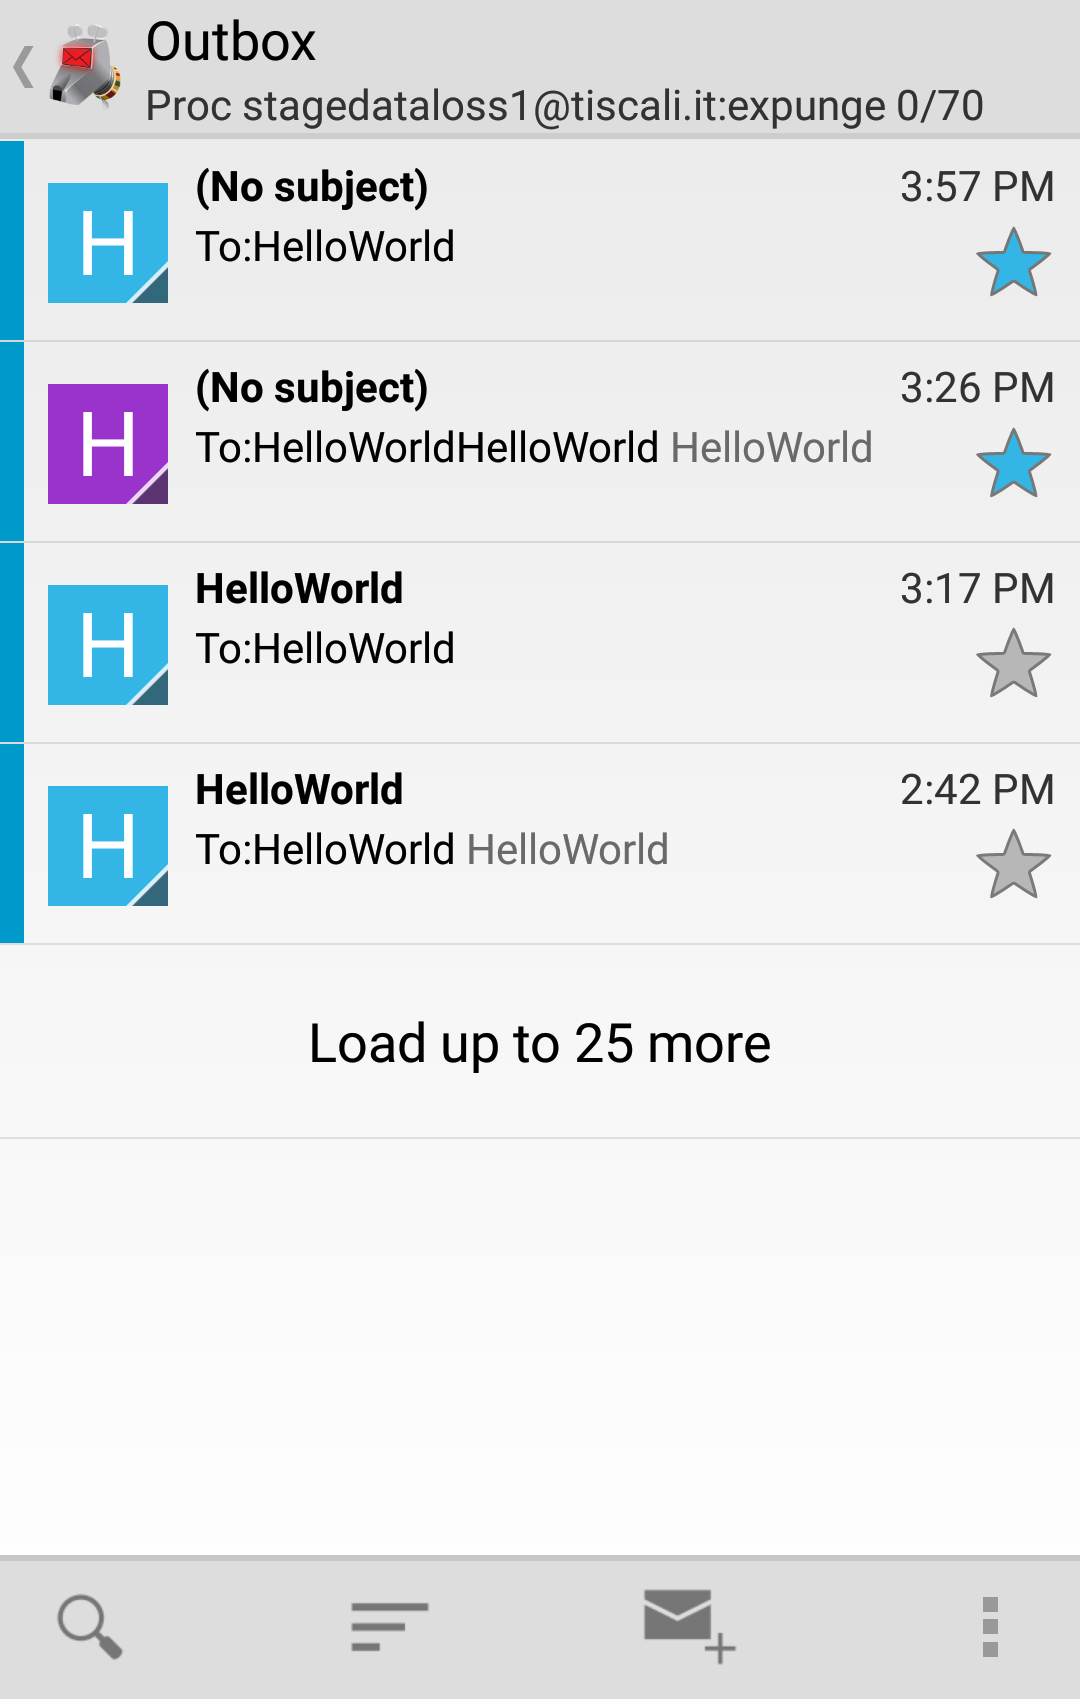 Outbox
Proc stagedataloss1@tiscali.it:expunge 0/70
H
(No subject)
3:57 PM
To:HelloWorld
H
(No subject)
3:26 PM
To:HelloWorldHelloWorld HelloWorld
H
HelloWorld
3:17 PM
To:HelloWorld
H
HelloWorld
2:42 PM
To:HelloWorld HelloWorld
Load up to 25 more